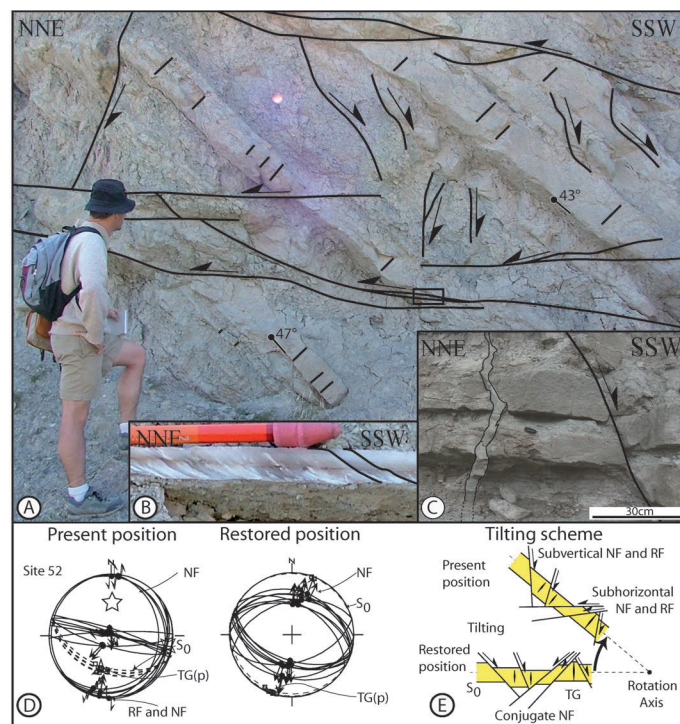 NNE
SSW
43°
47°
NNE
SSW
NNE
SSW
30cm
A
B
C
Present position
Restored position
Tilting scheme
Site 52
N
NF
S0
TG(p)
RF and NF
N
NF
S0
TG(p)
D
Present
position
Subvertical NF and RF
Subhorizontal
NF and RF
Tilting
Restored
position
S0
TG
Conjugate NF
Rotation
Axis
E